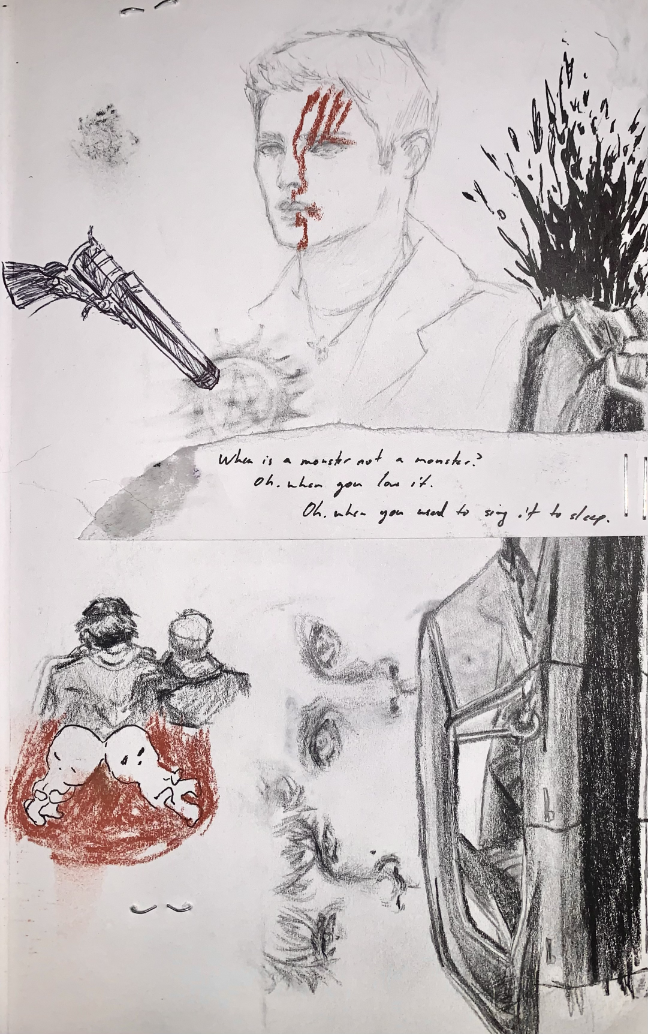 When is a monster not a monster?
Oh. when you love it.
Oh. when you used to sing it to sleep.